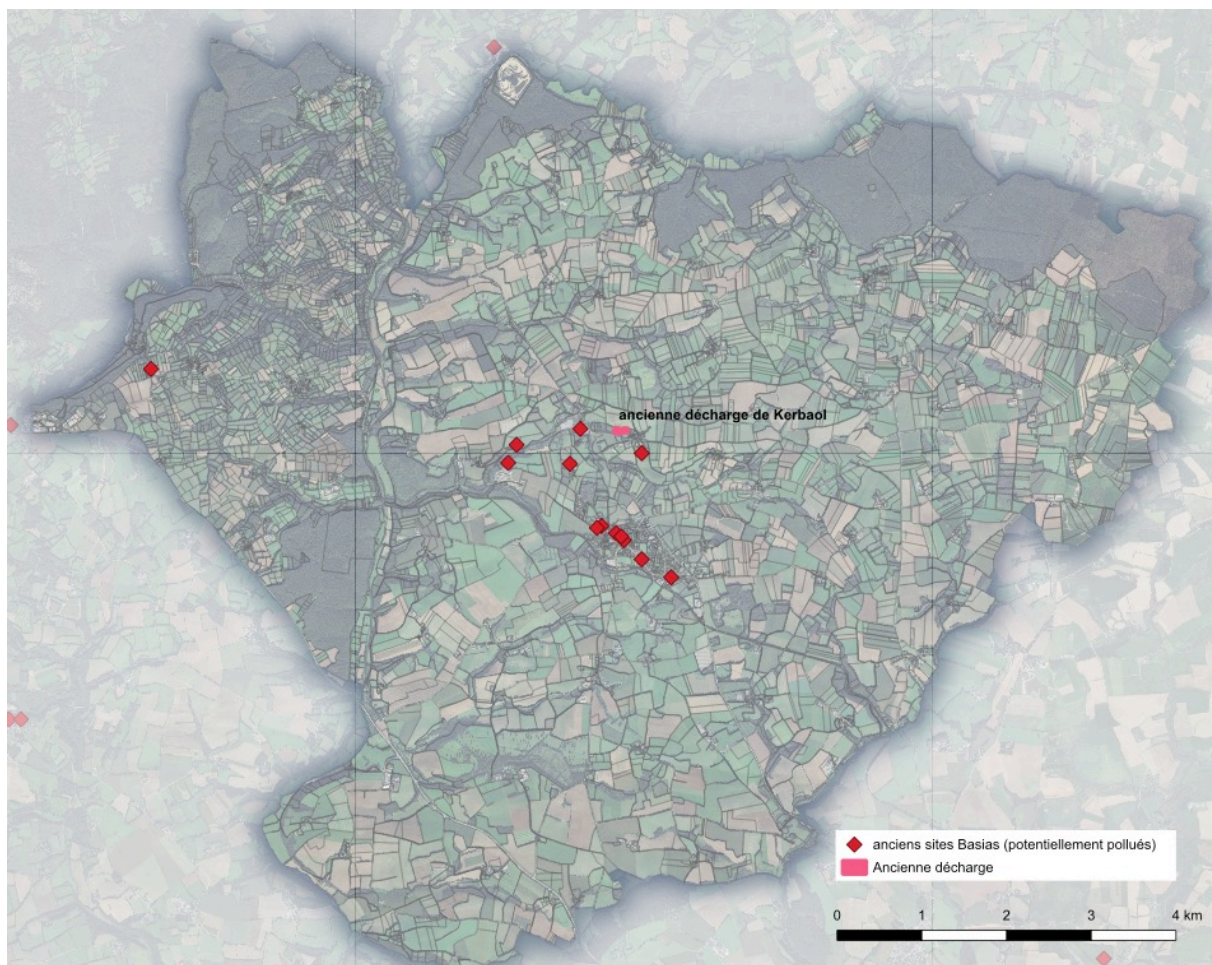 ancienne décharge de Kerbaol
anciens sites Basias (potentiellement pollués)
Ancienne décharge
0 1 2 3 4 km